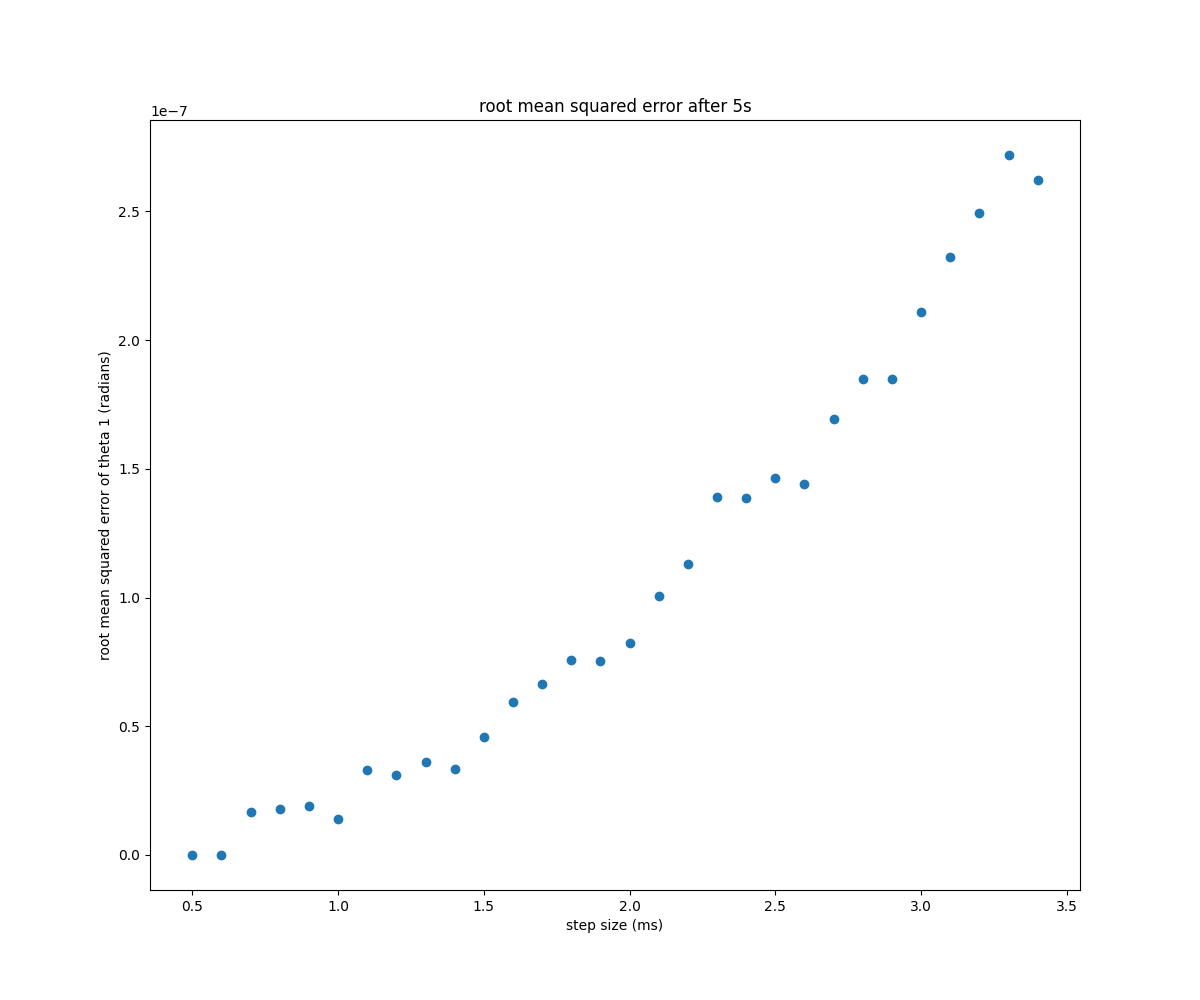 root mean squared error after 5s
1e−7
2.5
2.0
1.5
1.0
0.5
0.0
root mean squared error of theta 1 (radians)
0.5 1.0 1.5 2.0 2.5 3.0 3.5
step size (ms)